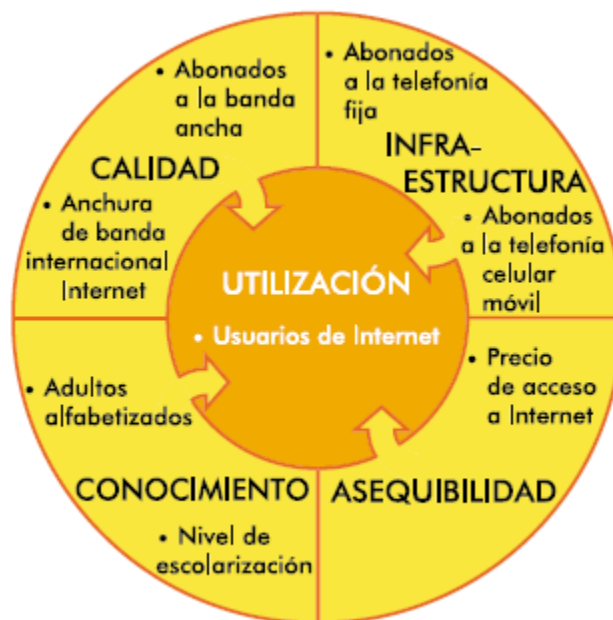 • Abonados
a la banda
ancha
CALIDAD
• Anchura
de banda
internacional
Internet
• Abonados
a la telefonía
fija
INFRA-
ESTRUCTURA
• Abonados
a la telefonía
celular
móvil
UTILIZACIÓN
• Usuarios de Internet
• Adultos
alfabetizados
CONOCIMIENTO
• Nivel de
escolarización
• Precio
de acceso
a Internet
ASEQUIBILIDAD